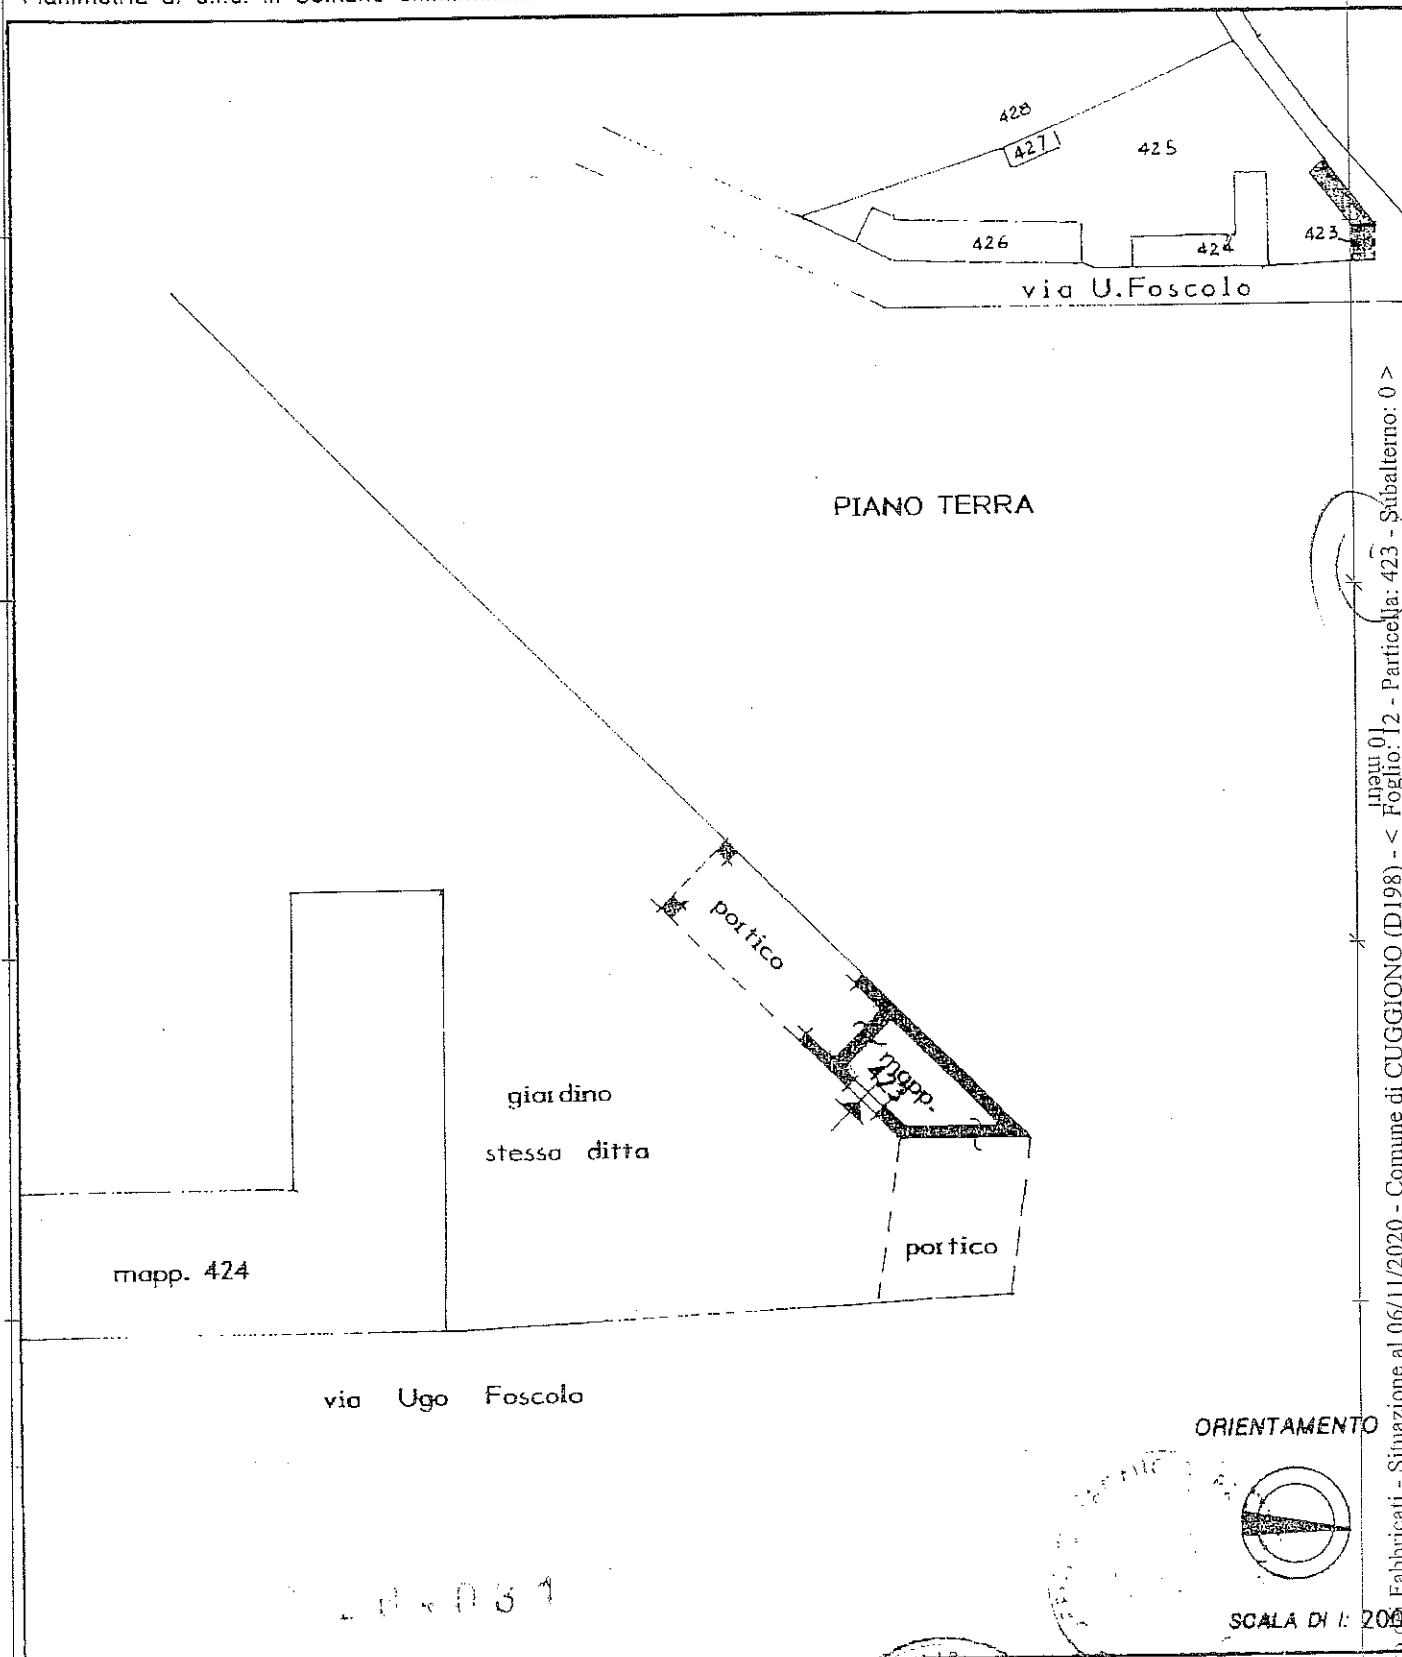 428
427
425
426
424
423
via U.Foscolo
PIANO TERRA
portico
mapp.
423
giardino
stessa ditta
portico
mapp. 424
via Ugo Foscolo
ORIENTAMENTO
SCALA DI 1: 200
10 metri
Fabbricati - Situazione al 06/11/2020 - Comune di CUGGIONO (D198) - < Foglio: 12 - Particella: 423 - Subalterno: 0 >